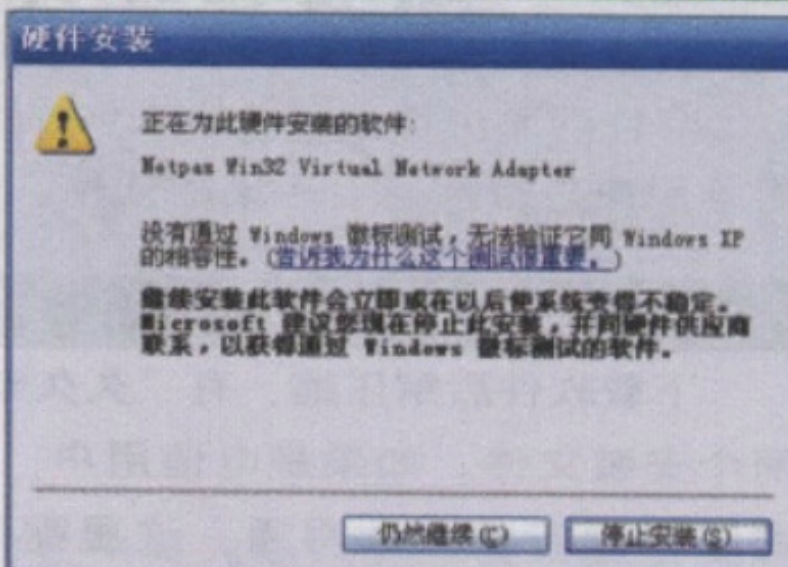 硬件安装
正在为此硬件安装的软件:
Netpas Win32 Virtual Network Adapter
没有通过 Windows 徽标测试，无法验证它同 Windows XP
的相容性。(告诉我为什么这个测试很重要。)
继续安装此软件会立即或在以后使系统变得不稳定。
Microsoft 建议您现在停止此安装，并同硬件供应商
联系，以获得通过 Windows 徽标测试的软件。
仍然继续(C)
停止安装(S)